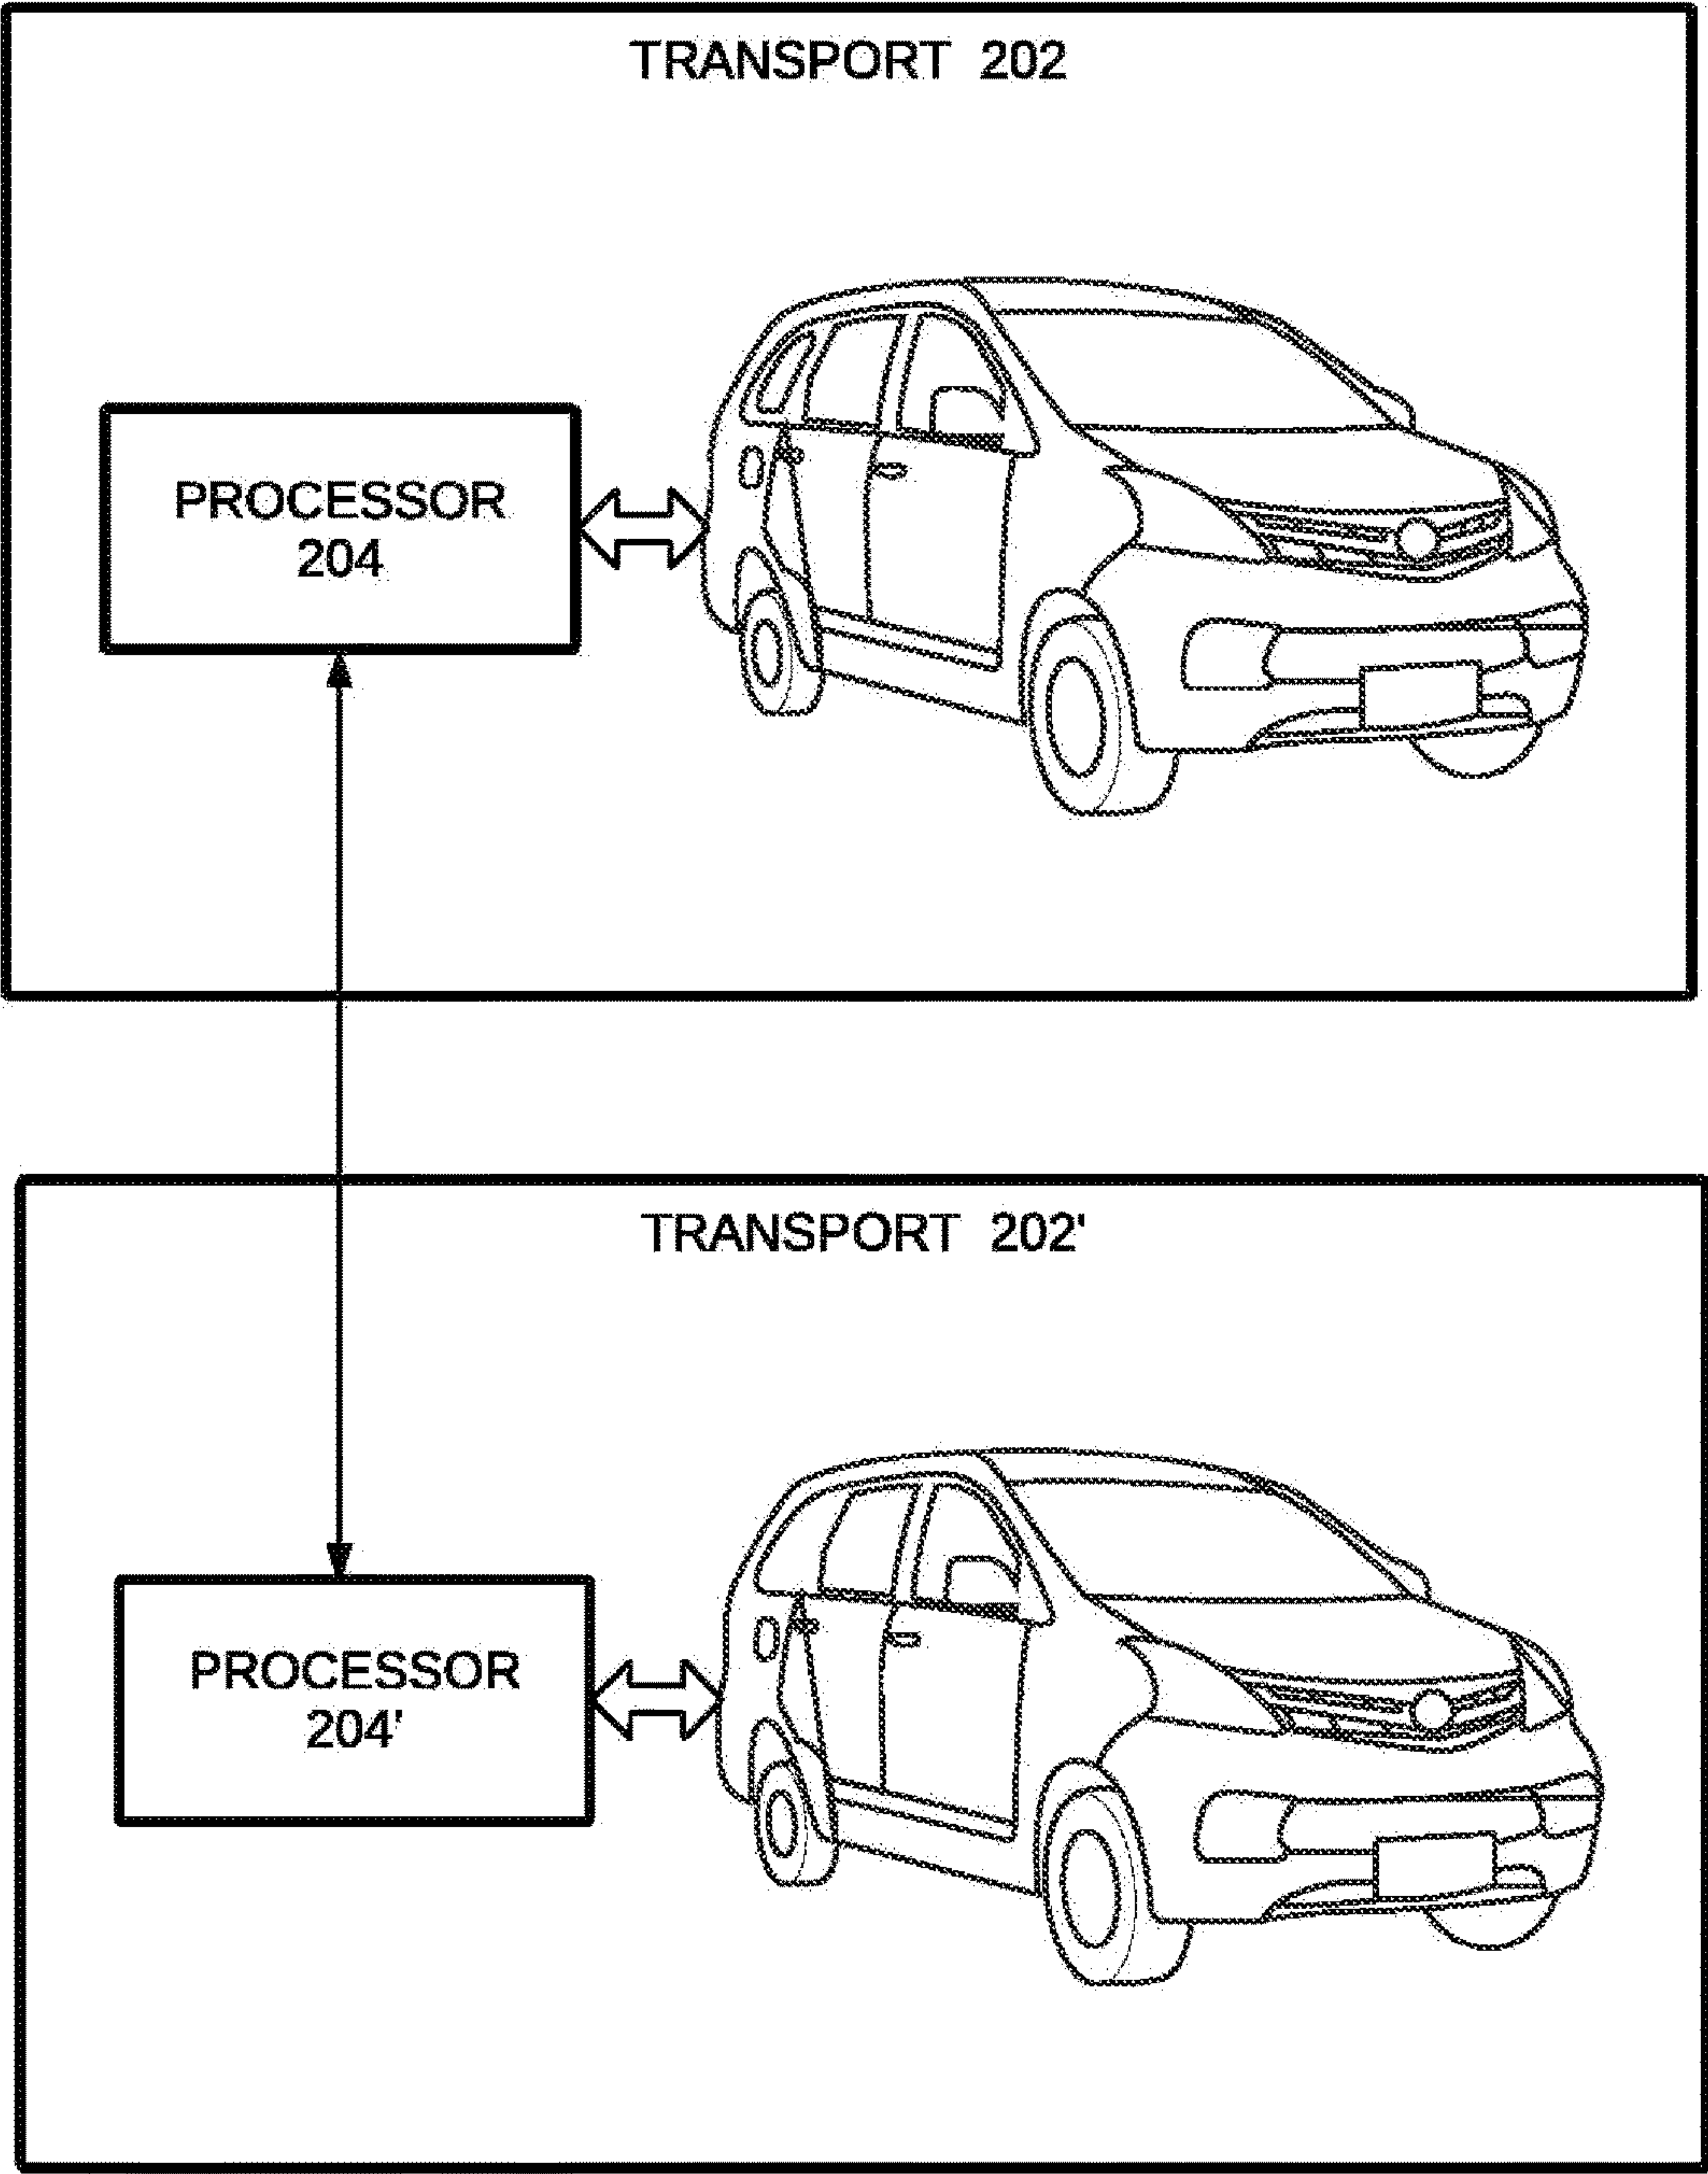 TRANSPORT 202
PROCESSOR
204
TRANSPORT 202'
PROCESSOR
204'